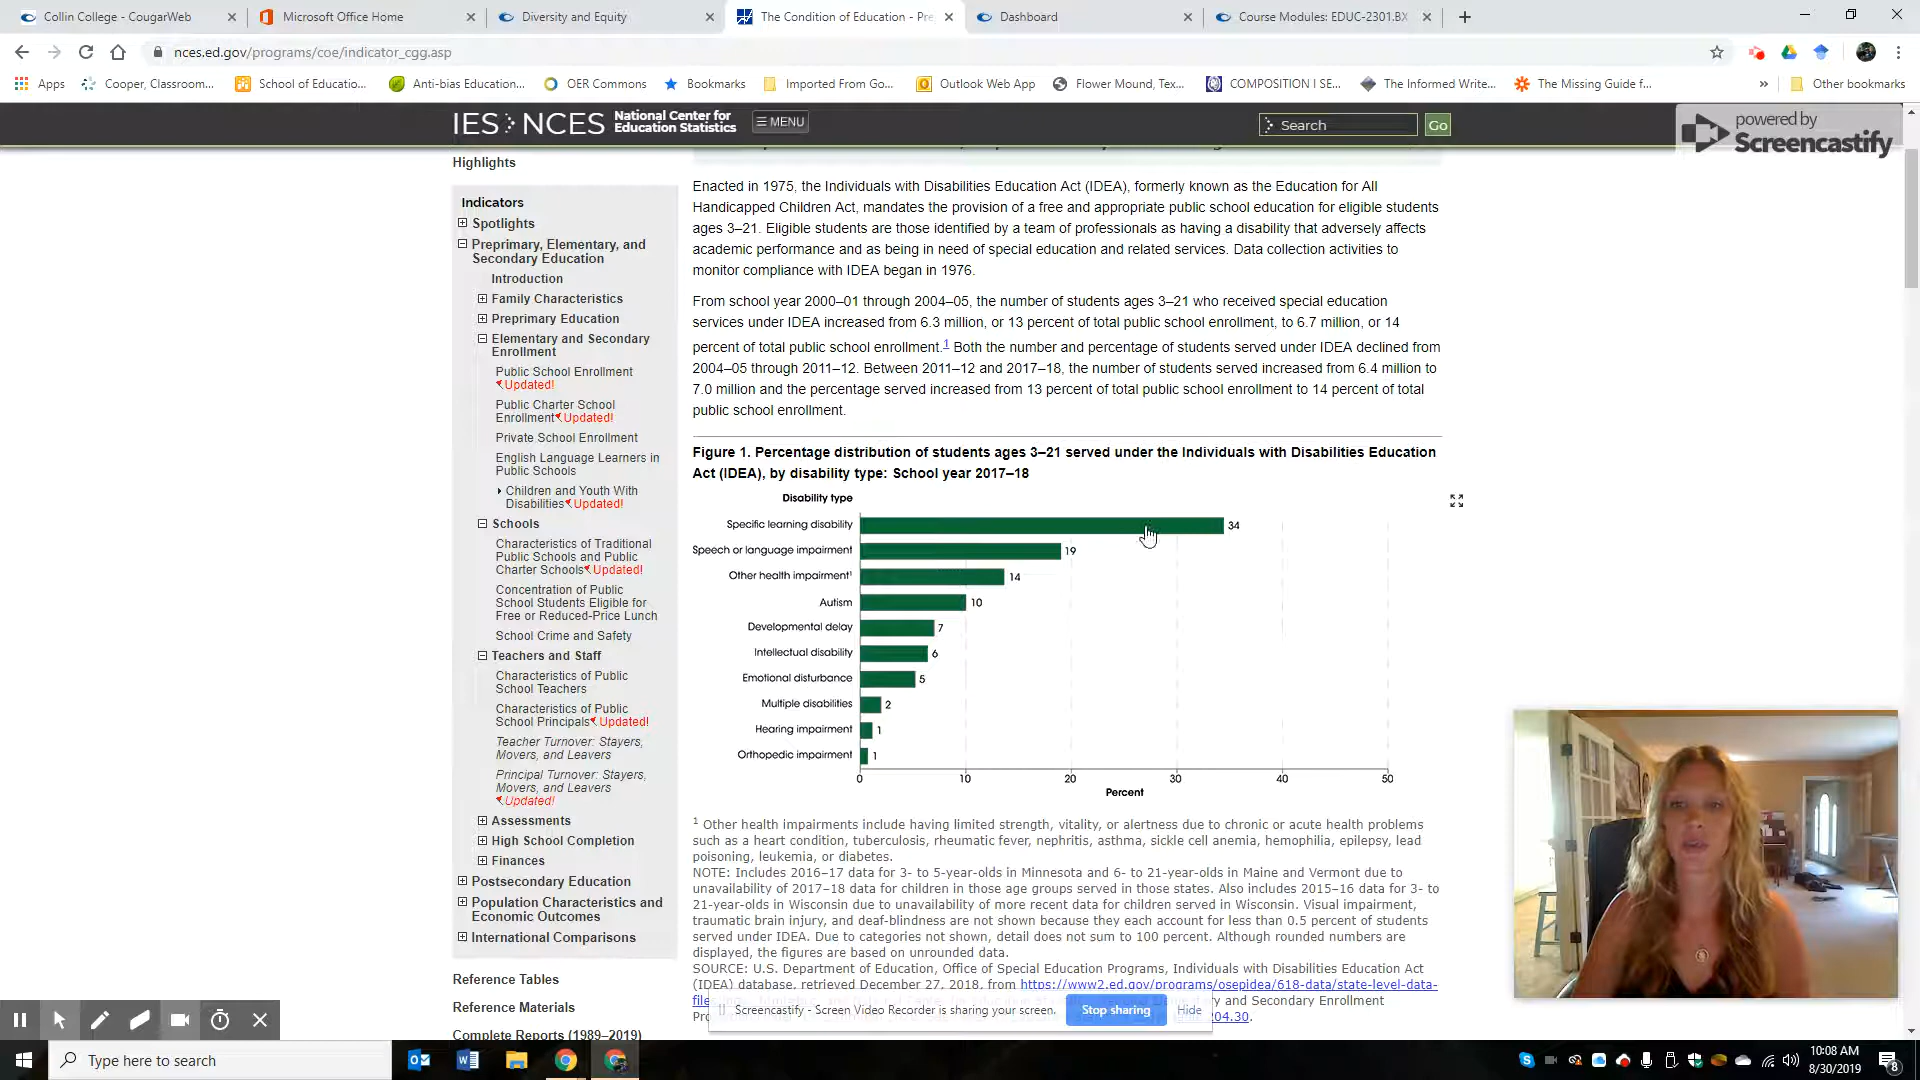 Collin College - CougarWeb
Microsoft Office Home
Diversity and Equity
The Condition of Education - Pre
Dashboard
Course Modules: EDUC-2301.BX
nces.ed.gov/programs/coe/indicator_cgg.asp
Apps
Cooper, Classroom...
School of Educatio...
Anti-bias Education...
OER Commons
Bookmarks
Imported From Go...
Outlook Web App
Flower Mound, Tex...
COMPOSITION I SE...
The Informed Write...
The Missing Guide f...
»
Other bookmarks
IES NCES National Center for Education Statistics
MENU
Search
Go
powered by
Screencastify
Highlights
Indicators
Spotlights
Preprimary, Elementary, and
Secondary Education
Introduction
Family Characteristics
Preprimary Education
Elementary and Secondary
Enrollment
Public School Enrollment
Updated!
Public Charter School
Enrollment Updated!
Private School Enrollment
English Language Learners in
Public Schools
Children and Youth With
Disabilities Updated!
Schools
Characteristics of Traditional
Public Schools and Public
Charter Schools Updated!
Concentration of Public
School Students Eligible for
Free or Reduced-Price Lunch
School Crime and Safety
Teachers and Staff
Characteristics of Public
School Teachers
Characteristics of Public
School Principals Updated!
Teacher Turnover: Stayers,
Movers, and Leavers
Principal Turnover: Stayers,
Movers, and Leavers
Updated!
Assessments
High School Completion
Finances
Postsecondary Education
Population Characteristics and
Economic Outcomes
International Comparisons
Reference Tables
Reference Materials
Complete Reports (1989–2019)
Enacted in 1975, the Individuals with Disabilities Education Act (IDEA), formerly known as the Education for All
Handicapped Children Act, mandates the provision of a free and appropriate public school education for eligible students
ages 3–21. Eligible students are those identified by a team of professionals as having a disability that adversely affects
academic performance and as being in need of special education and related services. Data collection activities to
monitor compliance with IDEA began in 1976.
From school year 2000–01 through 2004–05, the number of students ages 3–21 who received special education
services under IDEA increased from 6.3 million, or 13 percent of total public school enrollment, to 6.7 million, or 14
percent of total public school enrollment.1 Both the number and percentage of students served under IDEA declined from
2004–05 through 2011–12. Between 2011–12 and 2017–18, the number of students served increased from 6.4 million to
7.0 million and the percentage served increased from 13 percent of total public school enrollment to 14 percent of total
public school enrollment.
Figure 1. Percentage distribution of students ages 3–21 served under the Individuals with Disabilities Education
Act (IDEA), by disability type: School year 2017–18
Disability type
Specific learning disability 34
Speech or language impairment 19
Other health impairment1 14
Autism 10
Developmental delay 7
Intellectual disability 6
Emotional disturbance 5
Multiple disabilities 2
Hearing impairment 1
Orthopedic impairment 1
0 10 20 30 40 50
Percent
1 Other health impairments include having limited strength, vitality, or alertness due to chronic or acute health problems
such as a heart condition, tuberculosis, rheumatic fever, nephritis, asthma, sickle cell anemia, hemophilia, epilepsy, lead
poisoning, leukemia, or diabetes.
NOTE: Includes 2016–17 data for 3- to 5-year-olds in Minnesota and 6- to 21-year-olds in Maine and Vermont due to
unavailability of 2017–18 data for children in those age groups served in those states. Also includes 2015–16 data for 3- to
21-year-olds in Wisconsin due to unavailability of more recent data for children served in Wisconsin. Visual impairment,
traumatic brain injury, and deaf-blindness are not shown because they each account for less than 0.5 percent of students
served under IDEA. Due to categories not shown, detail does not sum to 100 percent. Although rounded numbers are
displayed, the figures are based on unrounded data.
SOURCE: U.S. Department of Education, Office of Special Education Programs, Individuals with Disabilities Education Act
(IDEA) database, retrieved December 27, 2018, from https://www2.ed.gov/programs/osepidea/618-data/state-level-data-
and Secondary Enrollment
204.30.
Screencastify - Screen Video Recorder is sharing your screen.
Stop sharing
Hide
Type here to search
10:08 AM
8/30/2019
8